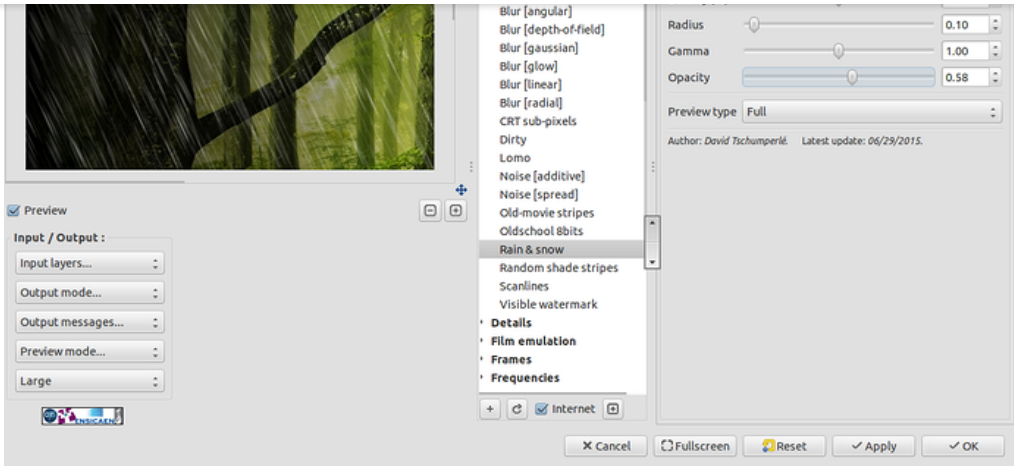 Preview
Input / Output :
Input layers...
Output mode...
Output messages...
Preview mode...
Large
ENSICAEN
Blur [angular]
Blur [depth-of-field]
Blur [gaussian]
Blur [glow]
Blur [linear]
Blur [radial]
CRT sub-pixels
Dirty
Lomo
Noise [additive]
Noise [spread]
Old-movie stripes
Oldschool 8bits
Rain & snow
Random shade stripes
Scanlines
Visible watermark
Details
Film emulation
Frames
Frequencies
Internet
Radius 0.10
Gamma 1.00
Opacity 0.58
Preview type Full
Author: David Tschumperlé. Latest update: 06/29/2015.
Cancel
Fullscreen
Reset
Apply
OK